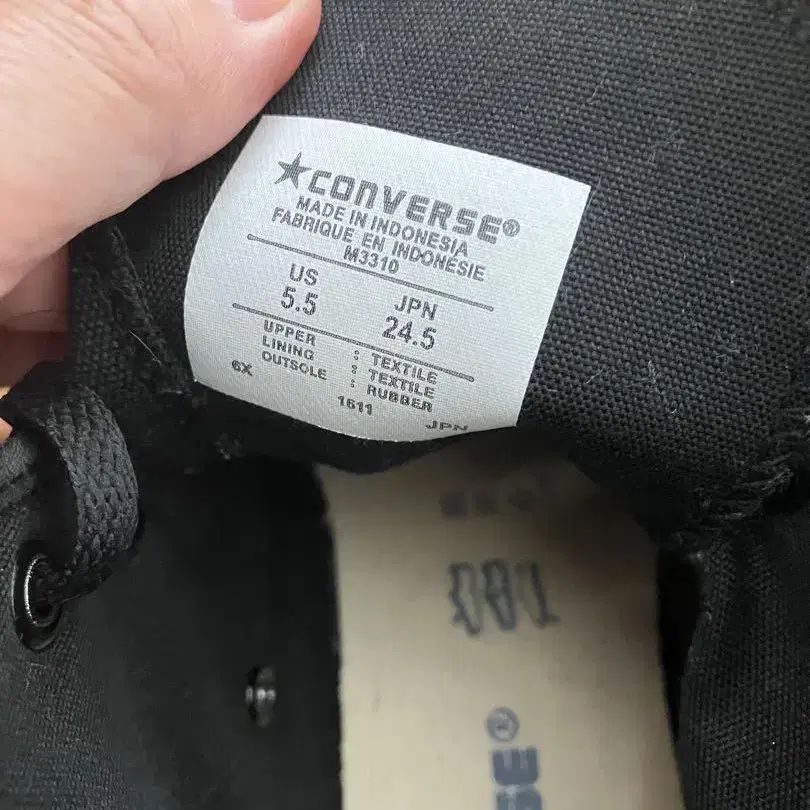 ★CONVERSE®
MADE IN INDONESIA
FABRIQUE EN INDONÉSIE
M3310
US JPN
5.5 24.5
UPPER : TEXTILE
LINING : TEXTILE
OUTSOLE : RUBBER
6X 1611 JPN
SE®